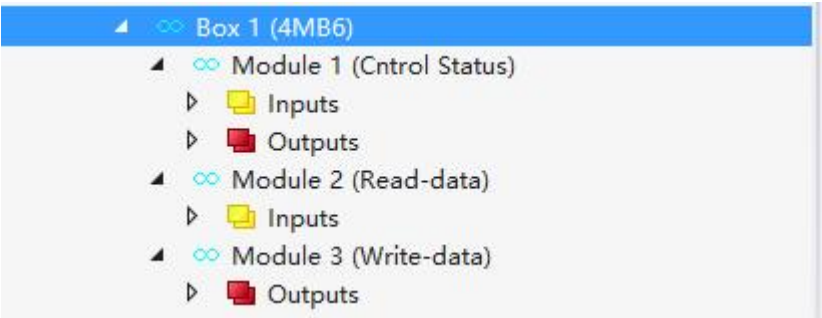 Box 1 (4MB6)
Module 1 (Cntrol Status)
Inputs
Outputs
Module 2 (Read-data)
Inputs
Module 3 (Write-data)
Outputs